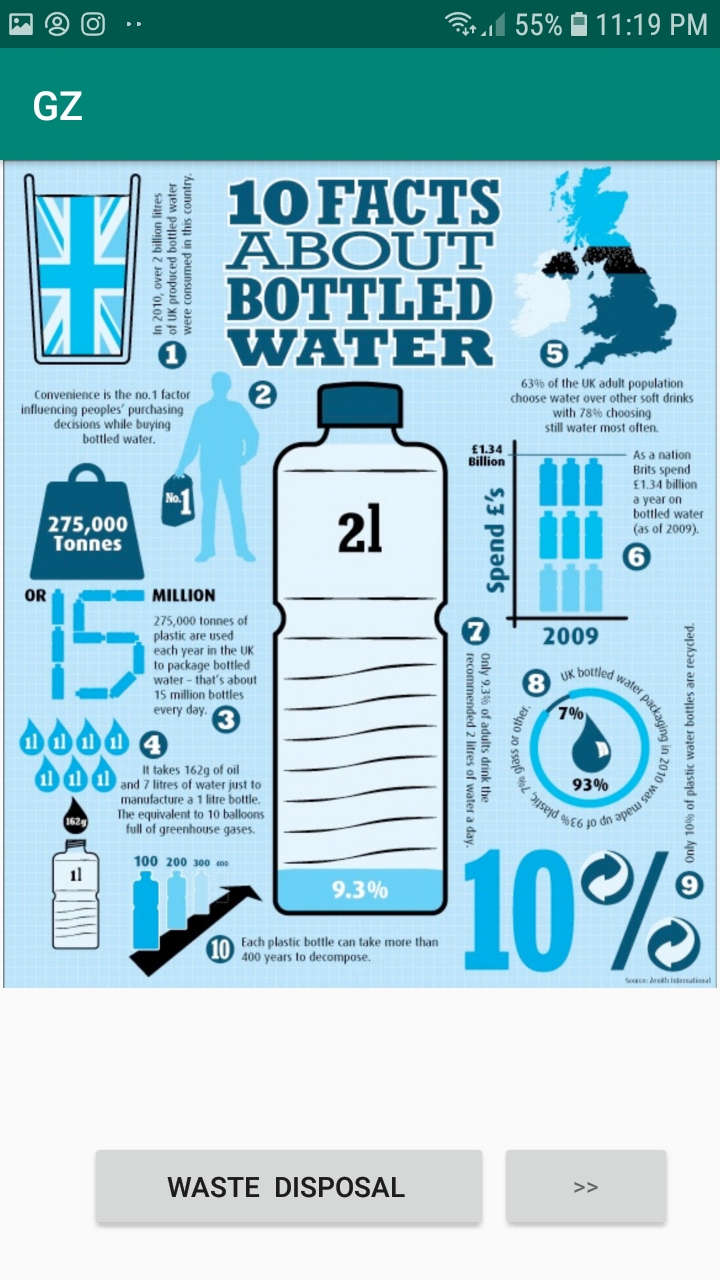 55% 11:19 PM
GZ
10 FACTS
ABOUT
BOTTLED
WATER
In 2010, over 2 billion litres
of UK produced bottled water
were consumed in this country.
1
Convenience is the no.1 factor
influencing peoples' purchasing
decisions while buying
bottled water.
2
No.1
275,000
Tonnes
OR 15 MILLION
275,000 tonnes of
plastic are used
each year in the UK
to package bottled
water – that's about
15 million bottles
every day.
3
1l 1l 1l 1l
1l 1l 1l
4
It takes 162g of oil
and 7 litres of water just to
manufacture a 1 litre bottle.
The equivalent to 10 balloons
full of greenhouse gases.
162g
1l
5
63% of the UK adult population
choose water over other soft drinks
with 78% choosing
still water most often.
£1.34
Billion
Spend £'s
2009
As a nation
Brits spend
£1.34 billion
a year on
bottled water
(as of 2009).
6
2l
9.3%
7
Only 9.3% of adults drink the
recommended 2 litres of water a day.
8
UK bottled water packaging in 2010 was made up of 93% plastic, 7% glass or other.
7%
93%
9
Only 10% of plastic water bottles are recycled.
10%
100 200 300 400
10
Each plastic bottle can take more than
400 years to decompose.
Source: Zenith International
WASTE DISPOSAL
>>